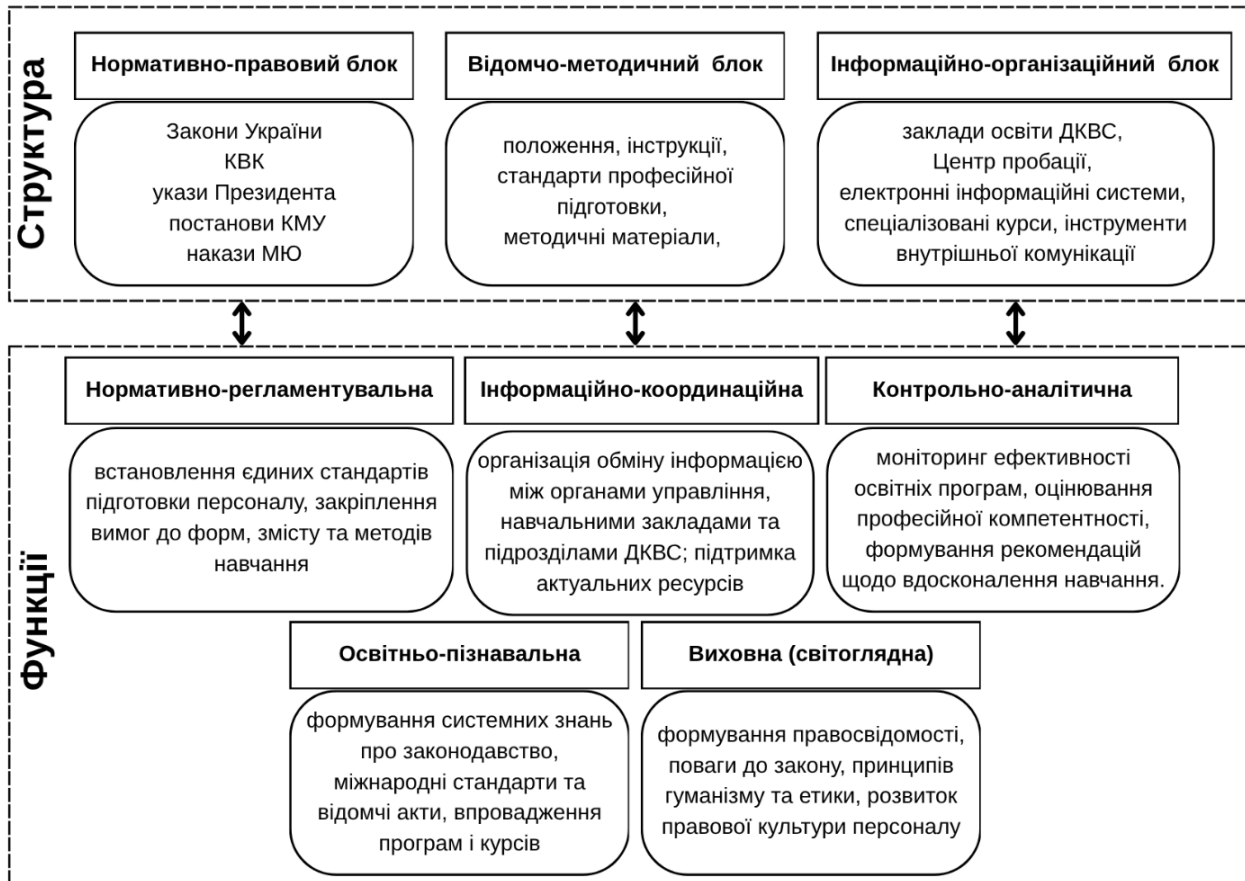 Структура
Нормативно-правовий блок
Закони України
КВК
укази Президента
постанови КМУ
накази МЮ
Відомчо-методичний блок
положення, інструкції,
стандарти професійної
підготовки,
методичні матеріали,
Інформаційно-організаційний блок
заклади освіти ДКВС,
Центр пробації,
електронні інформаційні системи,
спеціалізовані курси, інструменти
внутрішньої комунікації
Функції
Нормативно-регламентувальна
встановлення єдиних стандартів
підготовки персоналу, закріплення
вимог до форм, змісту та методів
навчання
Інформаційно-координаційна
організація обміну інформацією
між органами управління,
навчальними закладами та
підрозділами ДКВС; підтримка
актуальних ресурсів
Контрольно-аналітична
моніторинг ефективності
освітніх програм, оцінювання
професійної компетентності,
формування рекомендацій
щодо вдосконалення навчання.
Освітньо-пізнавальна
формування системних знань
про законодавство,
міжнародні стандарти та
відомчі акти, впровадження
програм і курсів
Виховна (світоглядна)
формування правосвідомості,
поваги до закону, принципів
гуманізму та етики, розвиток
правової культури персоналу